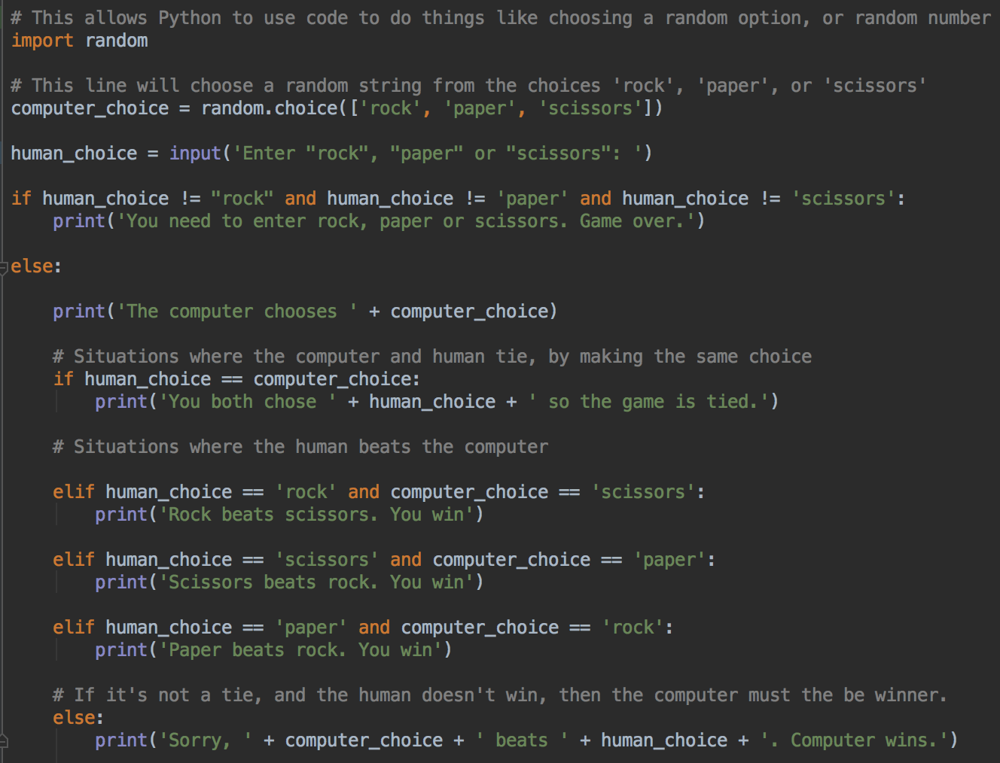 # This allows Python to use code to do things like choosing a random option, or random number
import random
# This line will choose a random string from the choices 'rock', 'paper', or 'scissors'
computer_choice = random.choice(['rock', 'paper', 'scissors'])
human_choice = input('Enter "rock", "paper" or "scissors": ')
if human_choice != "rock" and human_choice != 'paper' and human_choice != 'scissors':
    print('You need to enter rock, paper or scissors. Game over.')
else:
    print('The computer chooses ' + computer_choice)
    # Situations where the computer and human tie, by making the same choice
    if human_choice == computer_choice:
        print('You both chose ' + human_choice + ' so the game is tied.')
    # Situations where the human beats the computer
    elif human_choice == 'rock' and computer_choice == 'scissors':
        print('Rock beats scissors. You win')
    elif human_choice == 'scissors' and computer_choice == 'paper':
        print('Scissors beats rock. You win')
    elif human_choice == 'paper' and computer_choice == 'rock':
        print('Paper beats rock. You win')
    # If it's not a tie, and the human doesn't win, then the computer must the be winner.
    else:
        print('Sorry, ' + computer_choice + ' beats ' + human_choice + '. Computer wins.')